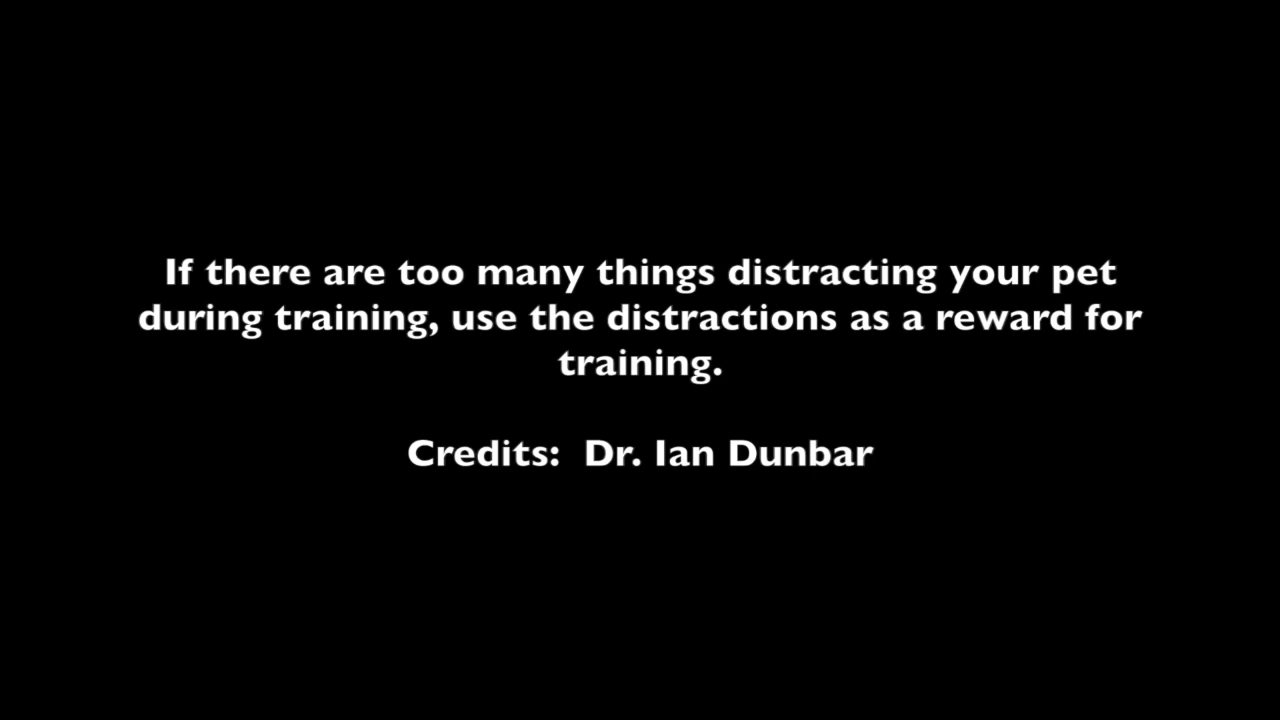 If there are too many things distracting your pet
during training, use the distractions as a reward for
training.
Credits:  Dr. Ian Dunbar